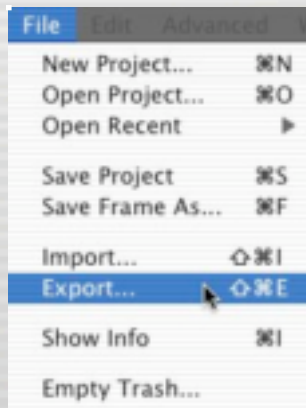 File Edit Advanced
New Project... ⌘N
Open Project... ⌘O
Open Recent ▶
Save Project ⌘S
Save Frame As... ⌘F
Import... ⇧⌘I
Export... ⇧⌘E
Show Info ⌘I
Empty Trash...